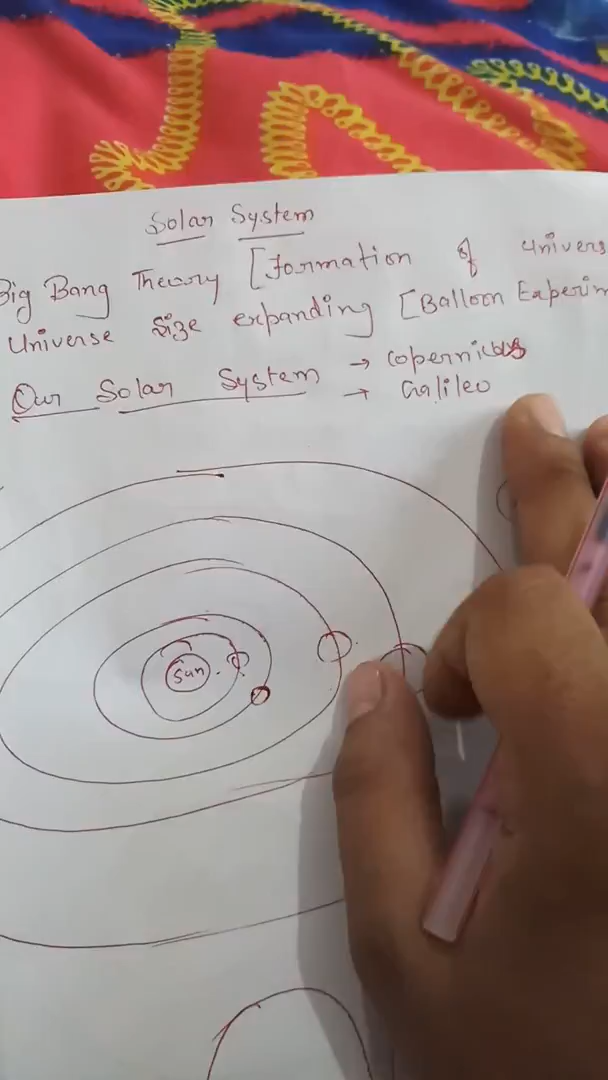 Solar System
Big Bang Theory [Formation of univers
Universe size expanding [Balloon Experim
Our Solar System → copernicus
→ Galileo
Sun